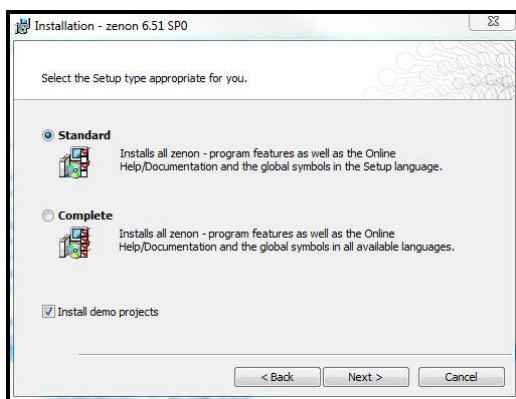 Installation - zenon 6.51 SP0
Select the Setup type appropriate for you.
Standard
Installs all zenon - program features as well as the Online
Help/Documentation and the global symbols in the Setup language.
Complete
Installs all zenon - program features as well as the Online
Help/Documentation and the global symbols in all available languages.
Install demo projects
< Back
Next >
Cancel